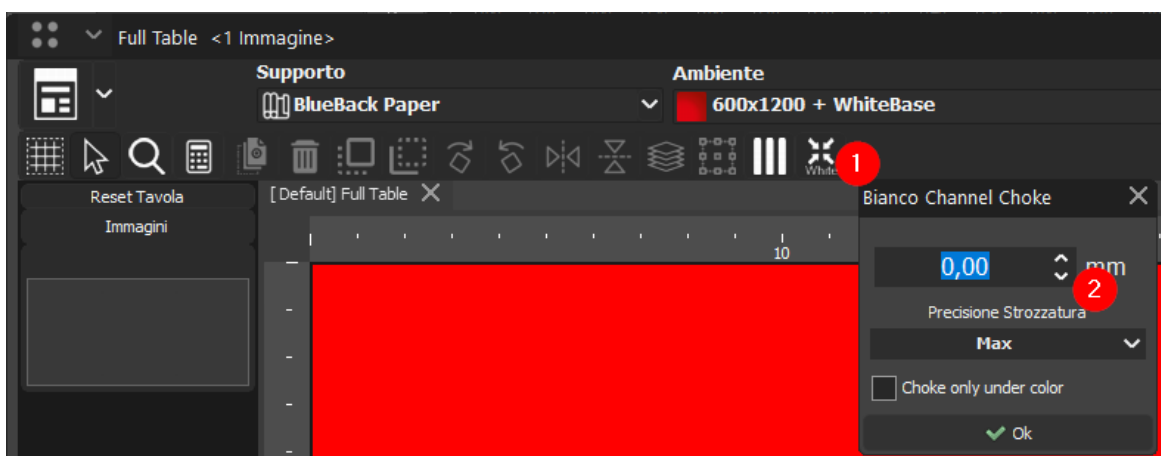 Full Table <1 Immagine>
Supporto
Ambiente
BlueBack Paper
600x1200 + WhiteBase
White
1
Reset Tavola
[ Default] Full Table
Bianco Channel Choke
Immagini
10
0,00
mm
2
Precisione Strozzatura
Max
Choke only under color
Ok